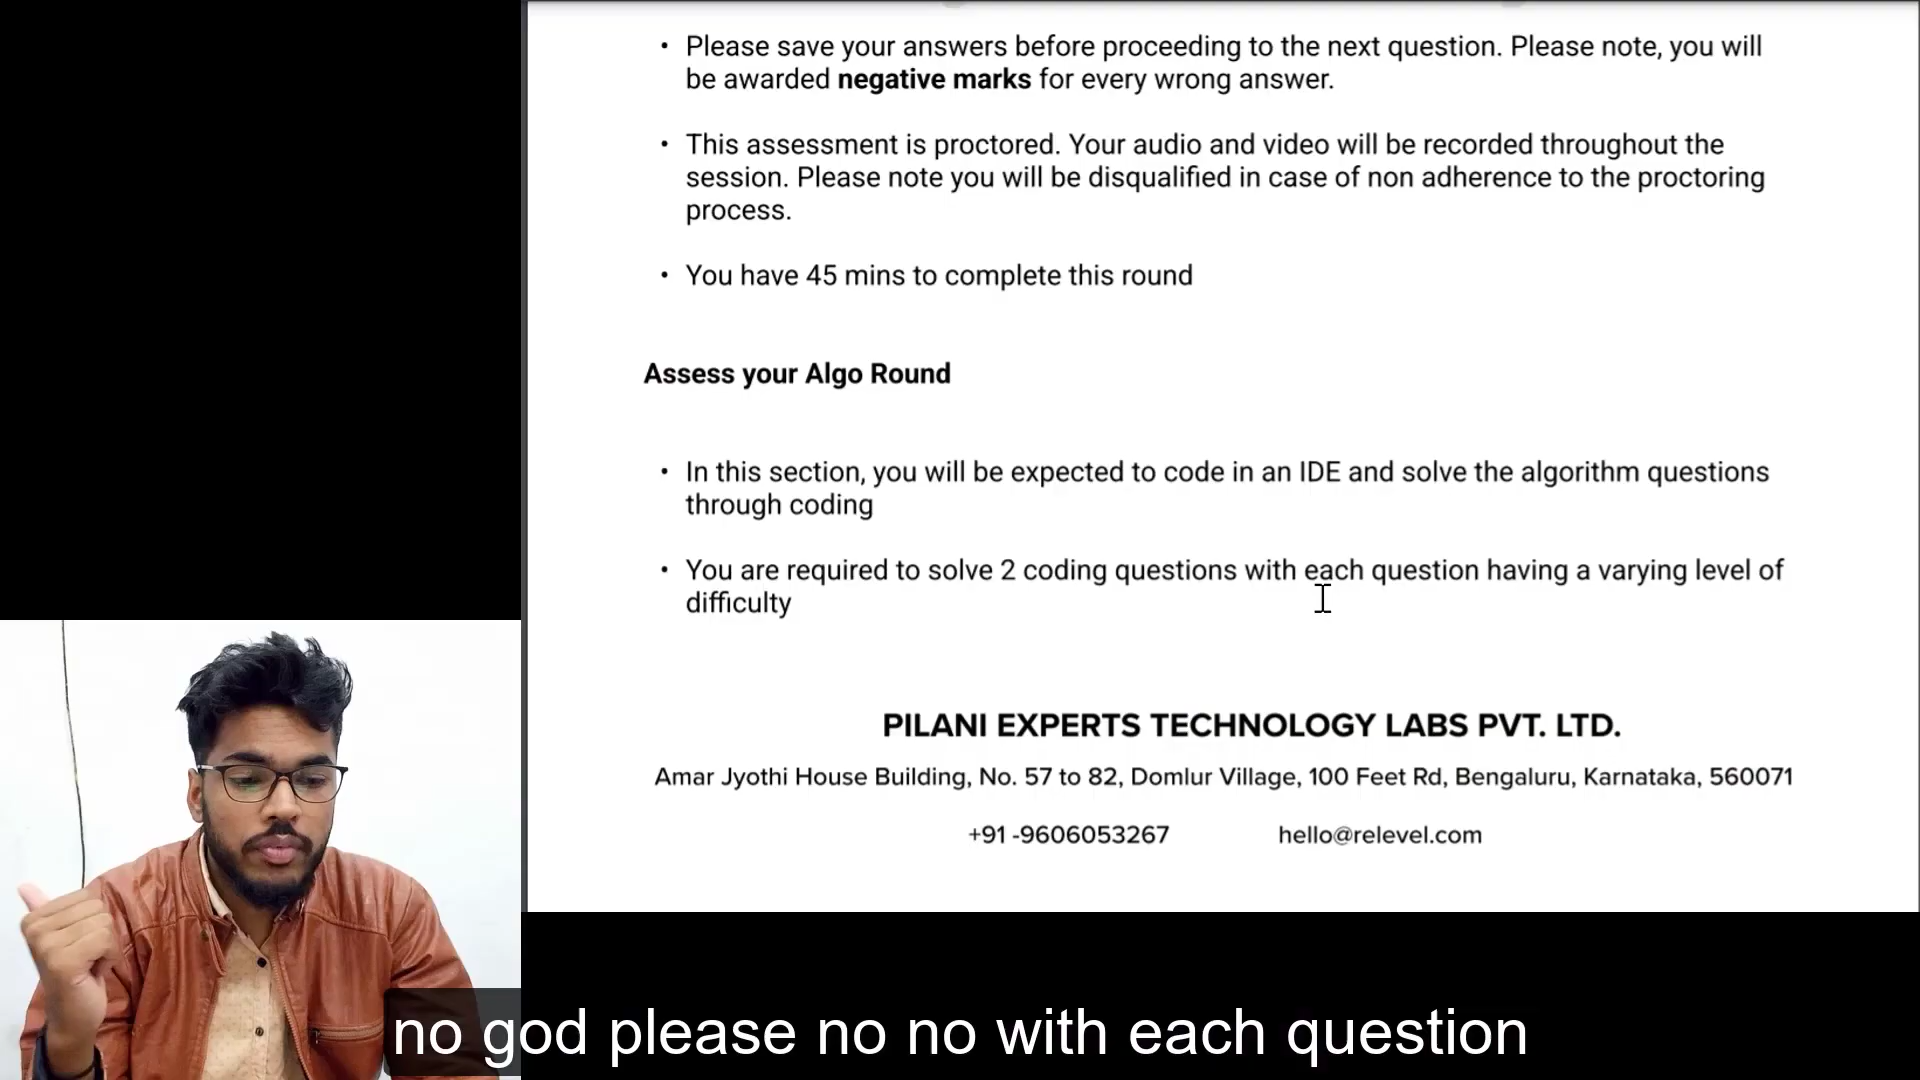 • Please save your answers before proceeding to the next question. Please note, you will
be awarded negative marks for every wrong answer.
• This assessment is proctored. Your audio and video will be recorded throughout the
session. Please note you will be disqualified in case of non adherence to the proctoring
process.
• You have 45 mins to complete this round
Assess your Algo Round
• In this section, you will be expected to code in an IDE and solve the algorithm questions
through coding
• You are required to solve 2 coding questions with each question having a varying level of
difficulty
PILANI EXPERTS TECHNOLOGY LABS PVT. LTD.
Amar Jyothi House Building, No. 57 to 82, Domlur Village, 100 Feet Rd, Bengaluru, Karnataka, 560071
+91 -9606053267 hello@relevel.com
no god please no no with each question